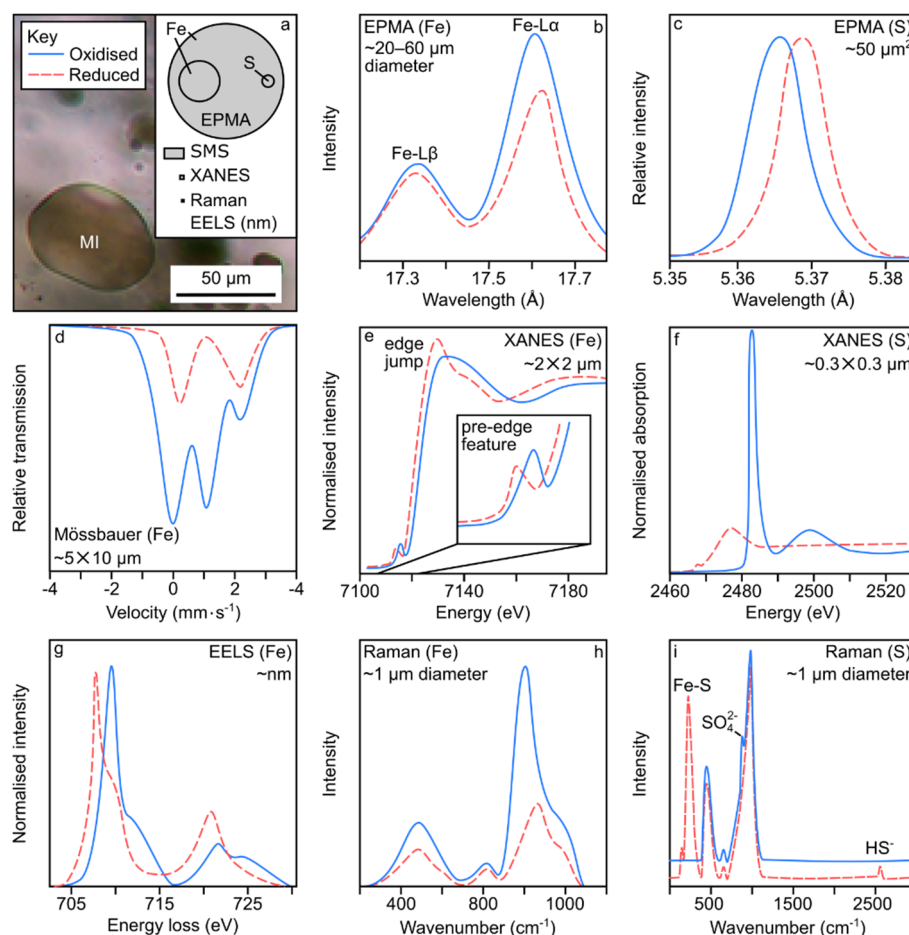 Key
Oxidised
Reduced
a
Fe
S
EPMA
SMS
XANES
Raman
EELS (nm)
MI
50 µm
EPMA (Fe)
~20–60 µm
diameter
Fe-Lα
b
Fe-Lβ
Intensity
17.3
17.5
17.7
Wavelength (Å)
c
EPMA (S)
~50 µm²
Relative intensity
5.35
5.36
5.37
5.38
Wavelength (Å)
d
Mössbauer (Fe)
~5×10 µm
Relative transmission
-4
-2
0
2
-4
Velocity (mm·s⁻¹)
e
edge
jump
XANES (Fe)
~2×2 µm
pre-edge
feature
Normalised intensity
7100
7140
7180
Energy (eV)
f
XANES (S)
~0.3×0.3 µm
Normalised absorption
2460
2480
2500
2520
Energy (eV)
g
EELS (Fe)
~nm
Normalised intensity
705
715
725
Energy loss (eV)
Raman (Fe)
h
~1 µm diameter
Intensity
400
600
800
1000
Wavenumber (cm⁻¹)
i
Raman (S)
~1 µm diameter
Fe-S
SO₄²⁻
HS⁻
Intensity
500
1500
2500
Wavenumber (cm⁻¹)